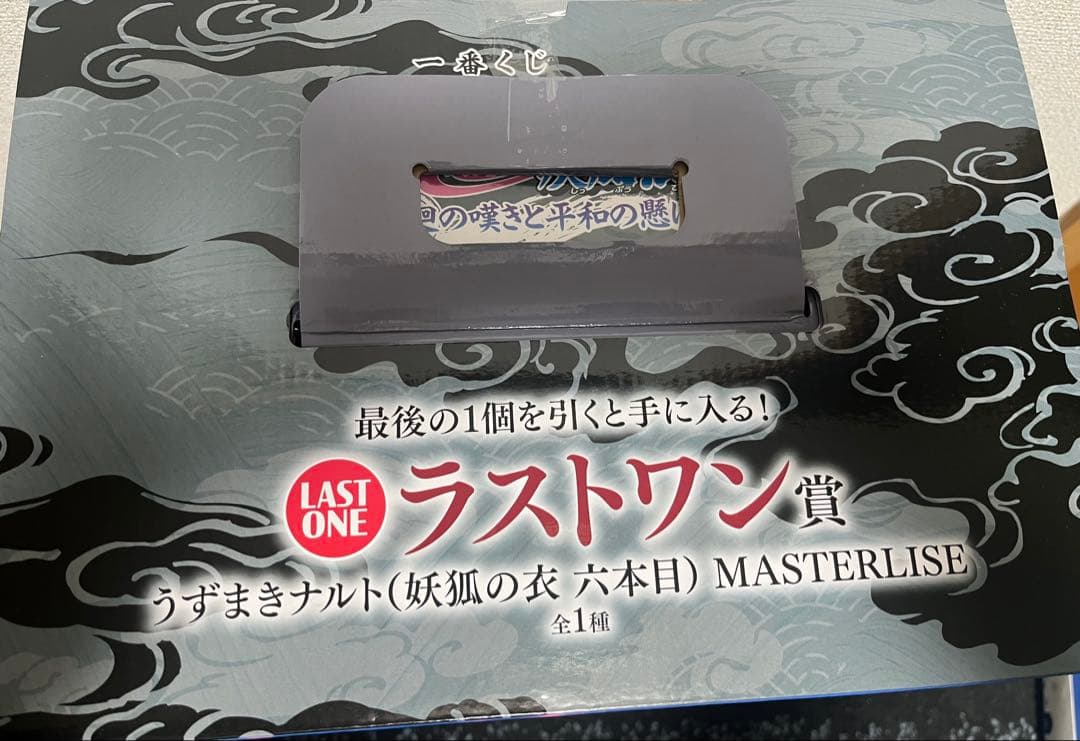 一番くじ
廻の嘆きと平和の懸け
最後の1個を引くと手に入る!
LAST ONE ラストワン賞
うずまきナルト(妖狐の衣 六本目) MASTERLISE
全1種